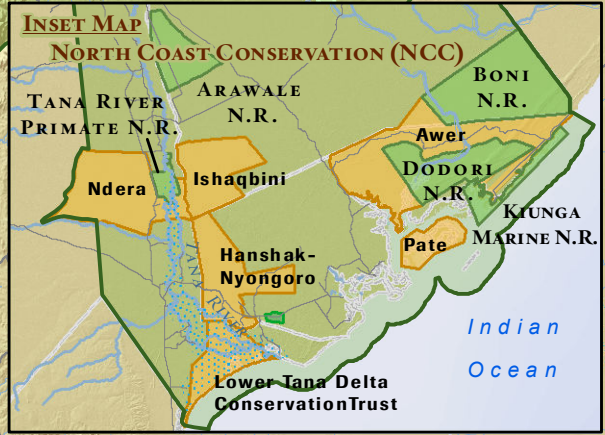 INSET MAP
NORTH COAST CONSERVATION (NCC)
TANA RIVER
PRIMATE N.R.
ARAWALE
N.R.
BONI
N.R.
Awer
Ndera
Ishaqbini
DODORI
N.R.
KIUNGA
MARINE N.R.
Hanshak-
Nyongoro
Pate
TANA RIVER
Indian
Ocean
Lower Tana Delta
ConservationTrust